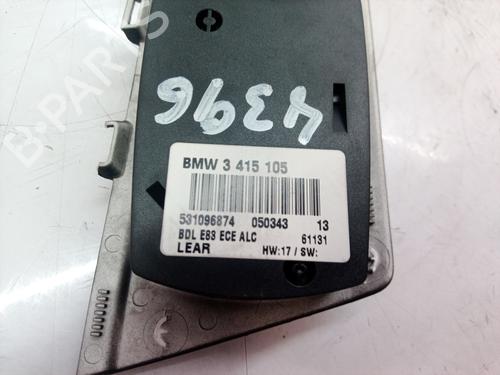 4396
BMW 3 415 105
531096874 050343 13
BDL E83 ECE ALC 61131
LEAR HW:17 / SW:
B-PARTS